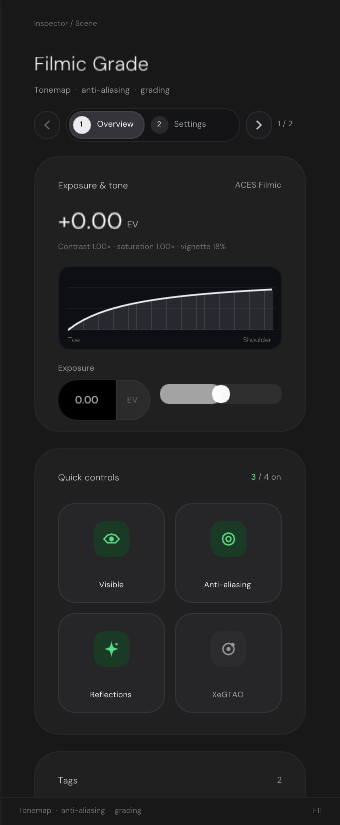 Inspector / Scene
Filmic Grade
Tonemap · anti-aliasing · grading
1 Overview 2 Settings 1 / 2
Exposure & tone ACES Filmic
+0.00 EV
Contrast 1.00× · saturation 1.00× · vignette 18%
Toe Shoulder
Exposure
0.00 EV
Quick controls 3 / 4 on
Visible Anti-aliasing
Reflections XeGTAO
Tags 2
Tonemap · anti-aliasing · grading